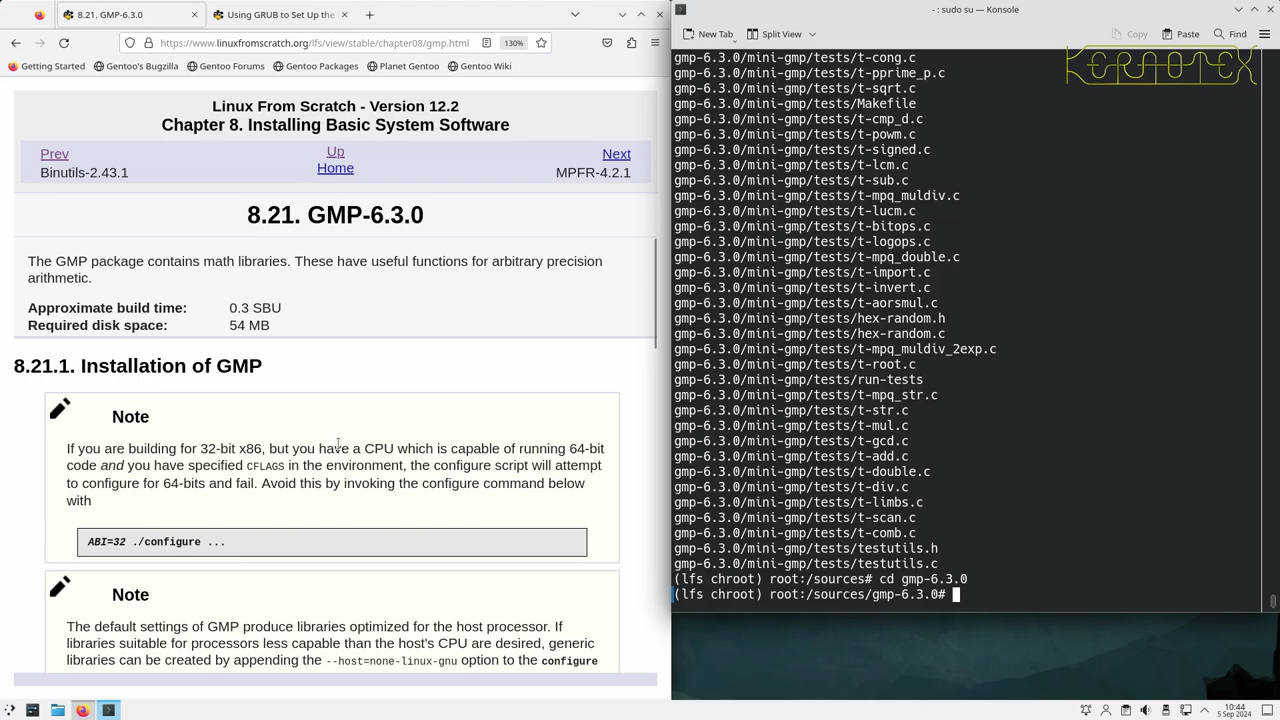 8.21. GMP-6.3.0
Using GRUB to Set Up the
https://www.linuxfromscratch.org/lfs/view/stable/chapter08/gmp.html
130%
Getting Started
Gentoo's Bugzilla
Gentoo Forums
Gentoo Packages
Planet Gentoo
Gentoo Wiki
Linux From Scratch - Version 12.2
Chapter 8. Installing Basic System Software
Prev
Up
Next
Binutils-2.43.1
Home
MPFR-4.2.1
8.21. GMP-6.3.0
The GMP package contains math libraries. These have useful functions for arbitrary precision
arithmetic.
Approximate build time: 0.3 SBU
Required disk space: 54 MB
8.21.1. Installation of GMP
Note
If you are building for 32-bit x86, but you have a CPU which is capable of running 64-bit
code and you have specified CFLAGS in the environment, the configure script will attempt
to configure for 64-bits and fail. Avoid this by invoking the configure command below
with
ABI=32 ./configure ...
Note
The default settings of GMP produce libraries optimized for the host processor. If
libraries suitable for processors less capable than the host's CPU are desired, generic
libraries can be created by appending the --host=none-linux-gnu option to the configure
- : sudo su — Konsole
New Tab
Split View
Copy
Paste
Find
KERNOTEX
gmp-6.3.0/mini-gmp/tests/t-cong.c
gmp-6.3.0/mini-gmp/tests/t-pprime_p.c
gmp-6.3.0/mini-gmp/tests/t-sqrt.c
gmp-6.3.0/mini-gmp/tests/Makefile
gmp-6.3.0/mini-gmp/tests/t-cmp_d.c
gmp-6.3.0/mini-gmp/tests/t-powm.c
gmp-6.3.0/mini-gmp/tests/t-signed.c
gmp-6.3.0/mini-gmp/tests/t-lcm.c
gmp-6.3.0/mini-gmp/tests/t-sub.c
gmp-6.3.0/mini-gmp/tests/t-mpq_muldiv.c
gmp-6.3.0/mini-gmp/tests/t-lucm.c
gmp-6.3.0/mini-gmp/tests/t-bitops.c
gmp-6.3.0/mini-gmp/tests/t-logops.c
gmp-6.3.0/mini-gmp/tests/t-mpq_double.c
gmp-6.3.0/mini-gmp/tests/t-import.c
gmp-6.3.0/mini-gmp/tests/t-invert.c
gmp-6.3.0/mini-gmp/tests/t-aorsmul.c
gmp-6.3.0/mini-gmp/tests/hex-random.h
gmp-6.3.0/mini-gmp/tests/hex-random.c
gmp-6.3.0/mini-gmp/tests/t-mpq_muldiv_2exp.c
gmp-6.3.0/mini-gmp/tests/t-root.c
gmp-6.3.0/mini-gmp/tests/run-tests
gmp-6.3.0/mini-gmp/tests/t-mpq_str.c
gmp-6.3.0/mini-gmp/tests/t-str.c
gmp-6.3.0/mini-gmp/tests/t-mul.c
gmp-6.3.0/mini-gmp/tests/t-gcd.c
gmp-6.3.0/mini-gmp/tests/t-add.c
gmp-6.3.0/mini-gmp/tests/t-double.c
gmp-6.3.0/mini-gmp/tests/t-div.c
gmp-6.3.0/mini-gmp/tests/t-limbs.c
gmp-6.3.0/mini-gmp/tests/t-scan.c
gmp-6.3.0/mini-gmp/tests/t-comb.c
gmp-6.3.0/mini-gmp/tests/testutils.h
gmp-6.3.0/mini-gmp/tests/testutils.c
(lfs chroot) root:/sources# cd gmp-6.3.0
(lfs chroot) root:/sources/gmp-6.3.0#
10:44
5 Sep 2024